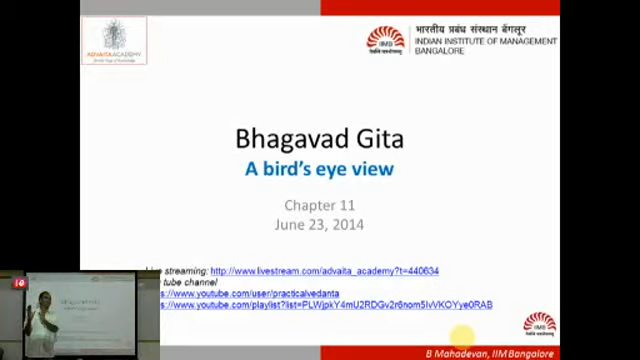 ADVAITA ACADEMY
IIMB
भारतीय प्रबंध संस्थान बेंगलूर
INDIAN INSTITUTE OF MANAGEMENT
BANGALORE
Bhagavad Gita
A bird's eye view
Chapter 11
June 23, 2014
streaming: http://www.livestream.com/advaita_academy?t=440634
tube channel
www.youtube.com/user/practicalvedanta
www.youtube.com/playlist?list=PLWjpkY4mU2RDGv2r6nom5IvVKOYye0RAB
IIMB
B Mahadevan, IIM Bangalore